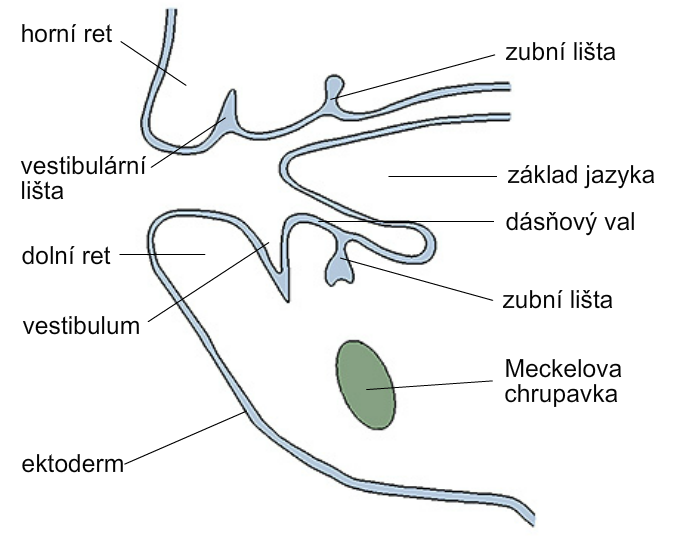 horní ret
zubní lišta
vestibulární
lišta
základ jazyka
dásňový val
dolní ret
zubní lišta
vestibulum
Meckelova
chrupavka
ektoderm